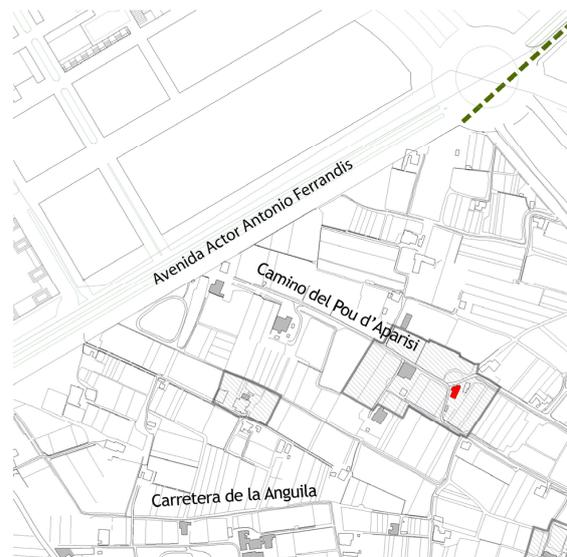 Avenida Actor Antonio Ferrandis
Camino del Pou d’Aparisi
Carretera de la Anguila